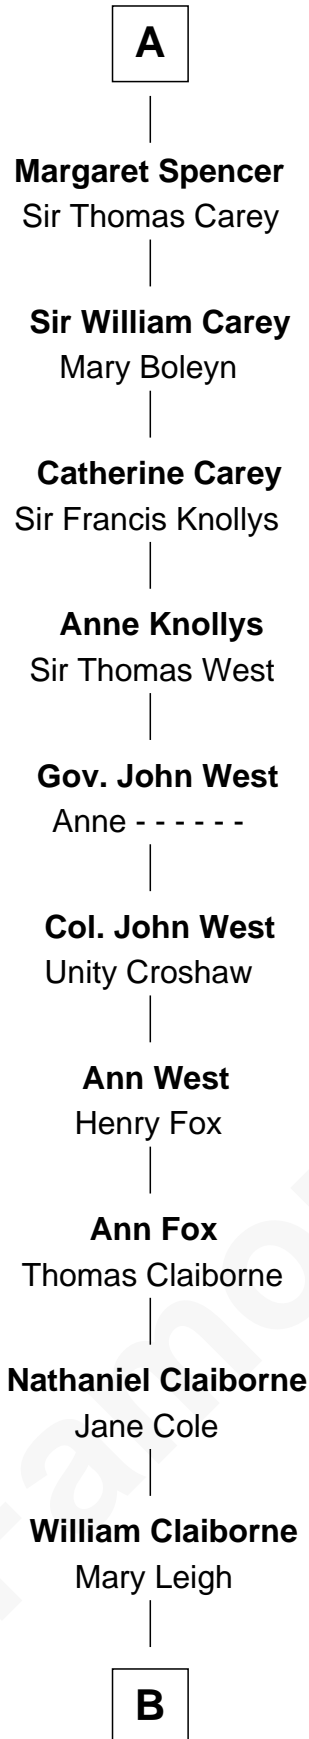 A
Margaret Spencer
Sir Thomas Carey
Sir William Carey
Mary Boleyn
Catherine Carey
Sir Francis Knollys
Anne Knollys
Sir Thomas West
Gov. John West
Anne - - - - - -
Col. John West
Unity Croshaw
Ann West
Henry Fox
Ann Fox
Thomas Claiborne
Nathaniel Claiborne
Jane Cole
William Claiborne
Mary Leigh
B